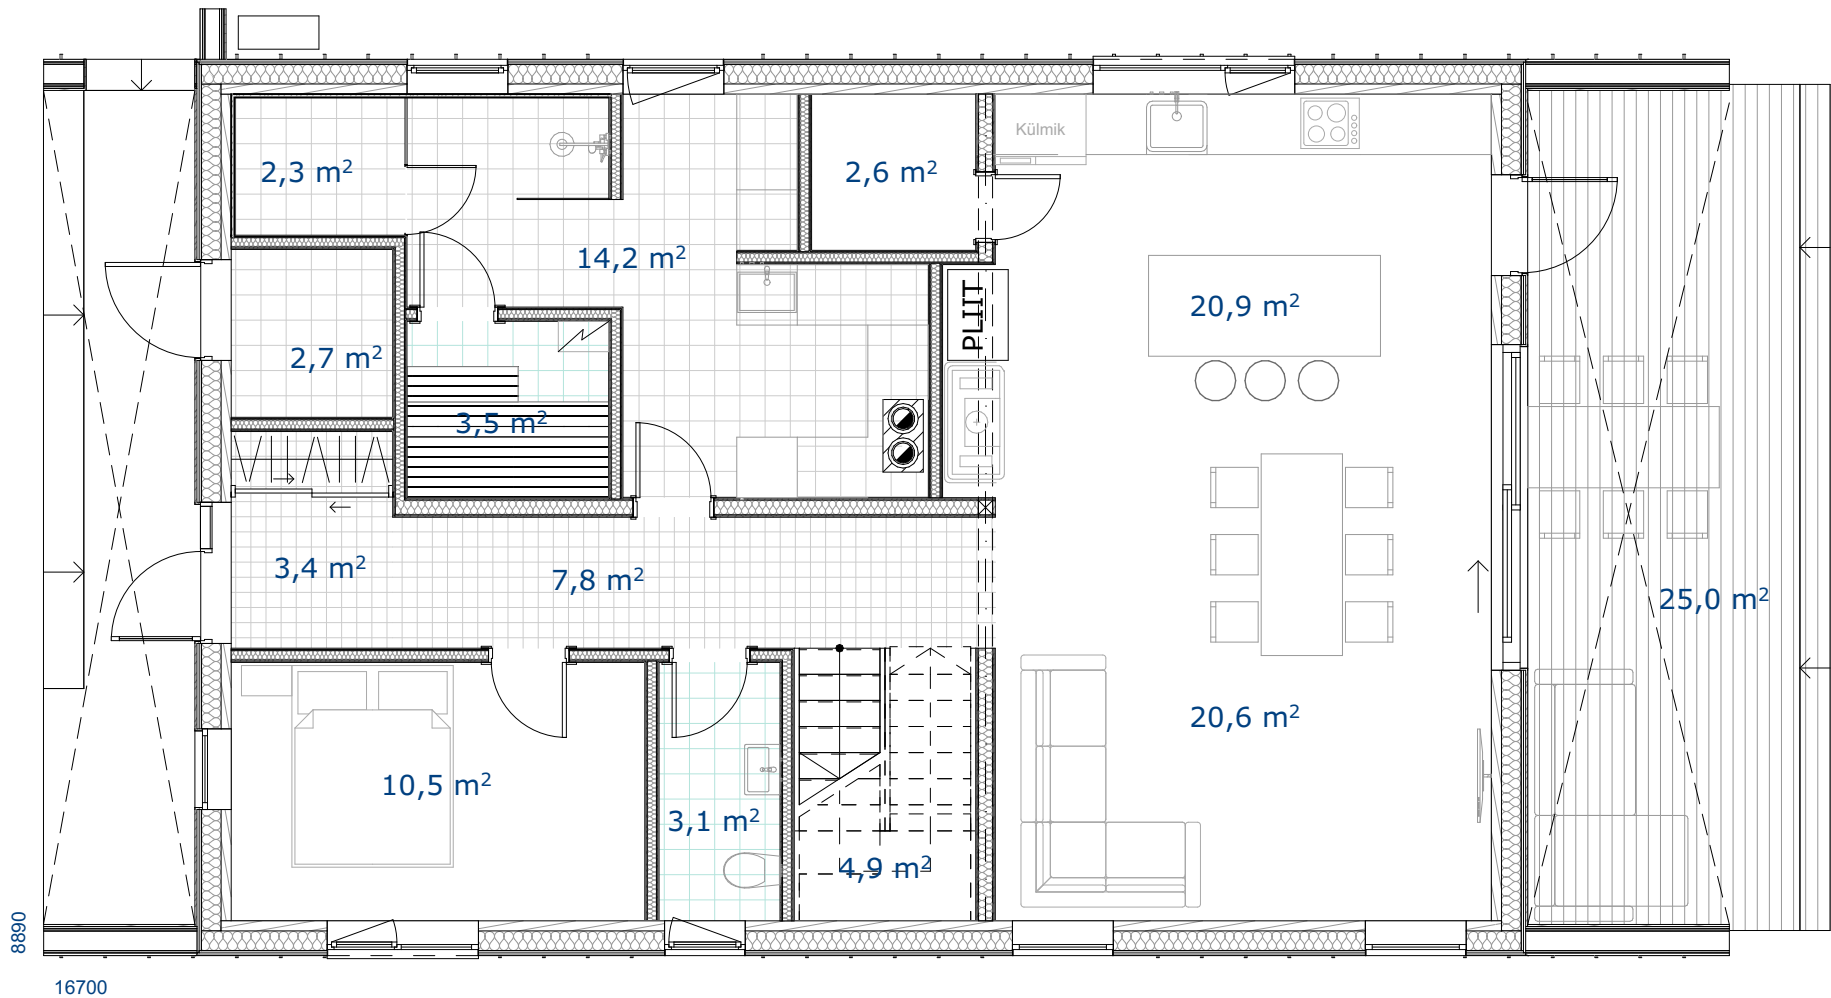 Külmik
2,3 m²
2,6 m²
14,2 m²
20,9 m²
PLIIT
2,7 m²
3,5 m²
3,4 m²
7,8 m²
25,0 m²
20,6 m²
10,5 m²
3,1 m²
4,9 m²
8890
16700